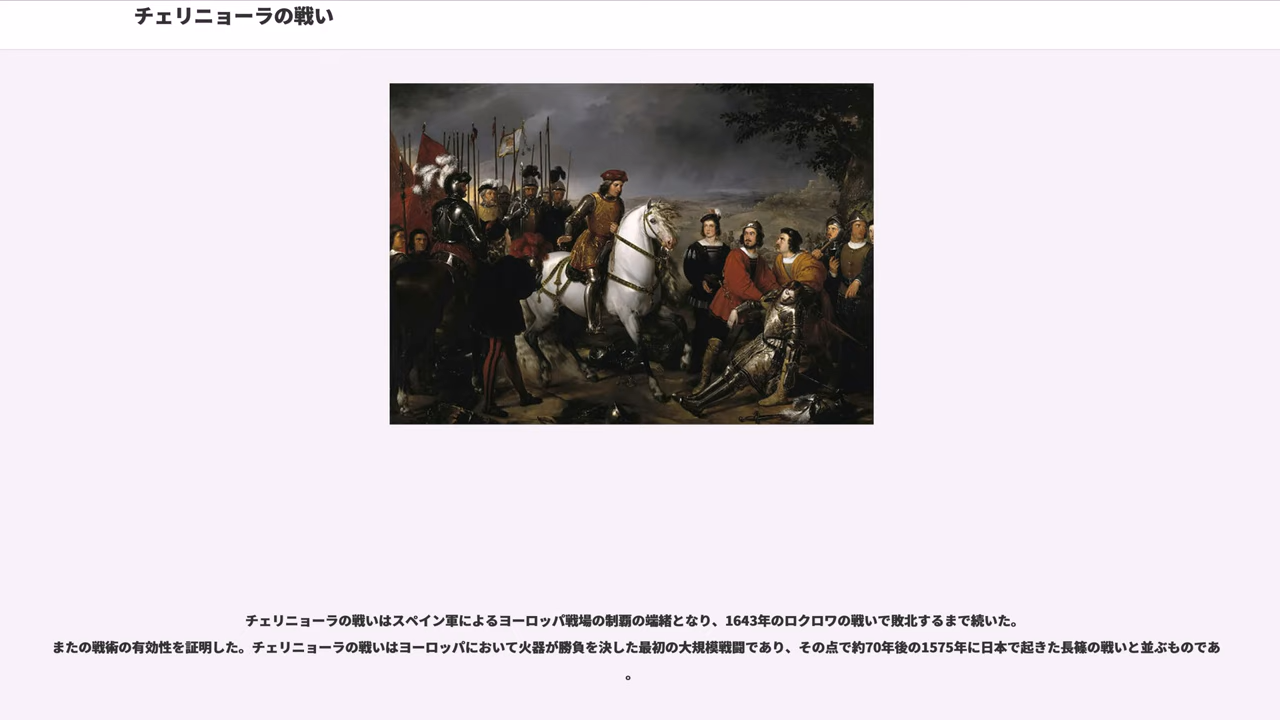 チェリニョーラの戦い
チェリニョーラの戦いはスペイン軍によるヨーロッパ戦場の制覇の端緒となり、1643年のロクロワの戦いで敗北するまで続いた。
またの戦術の有効性を証明した。チェリニョーラの戦いはヨーロッパにおいて火器が勝負を決した最初の大規模戦闘であり、その点で約70年後の1575年に日本で起きた長篠の戦いと並ぶものであ
。